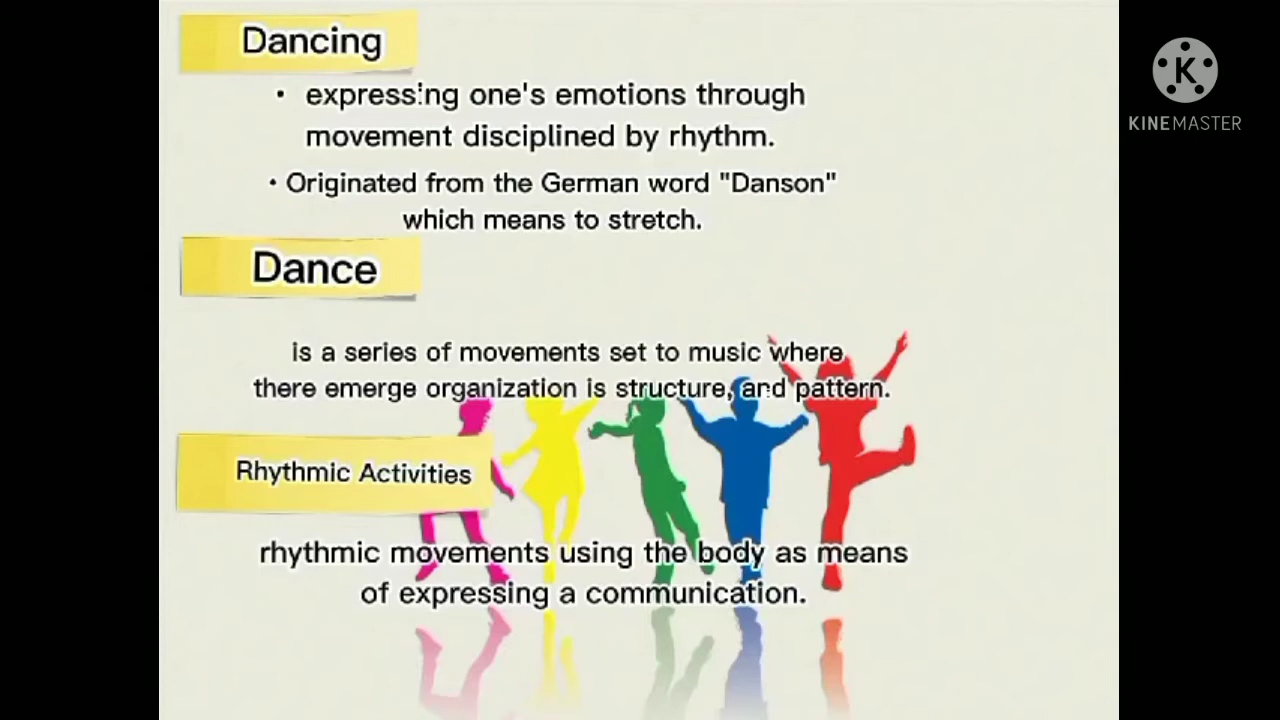 Dancing
• expressing one's emotions through
movement disciplined by rhythm.
• Originated from the German word "Danson"
which means to stretch.
Dance
is a series of movements set to music where
there emerge organization is structure, and pattern.
Rhythmic Activities
rhythmic movements using the body as means
of expressing a communication.
K
KINEMASTER